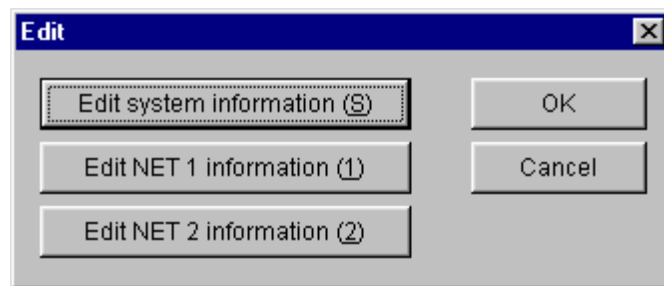 Edit
Edit system information (S)
OK
Edit NET 1 information (1)
Cancel
Edit NET 2 information (2)